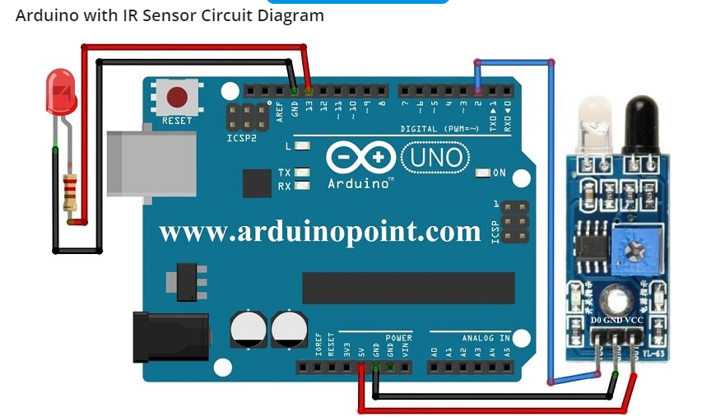 Arduino with IR Sensor Circuit Diagram
RESET
ICSP2
AREF
GND
13
12
~11
~10
~9
8
7
~6
~5
~4
~3
2
TXD▶1
RXD◀0
DIGITAL (PWM=~)
L
TX
RX
UNO
Arduino™
ON
1
ICSP
www.arduinopoint.com
D0 GND VCC
YL-63
POWER
ANALOG IN
IOREF
RESET
3V3
5V
GND
GND
VIN
A0
A1
A2
A3
A4
A5